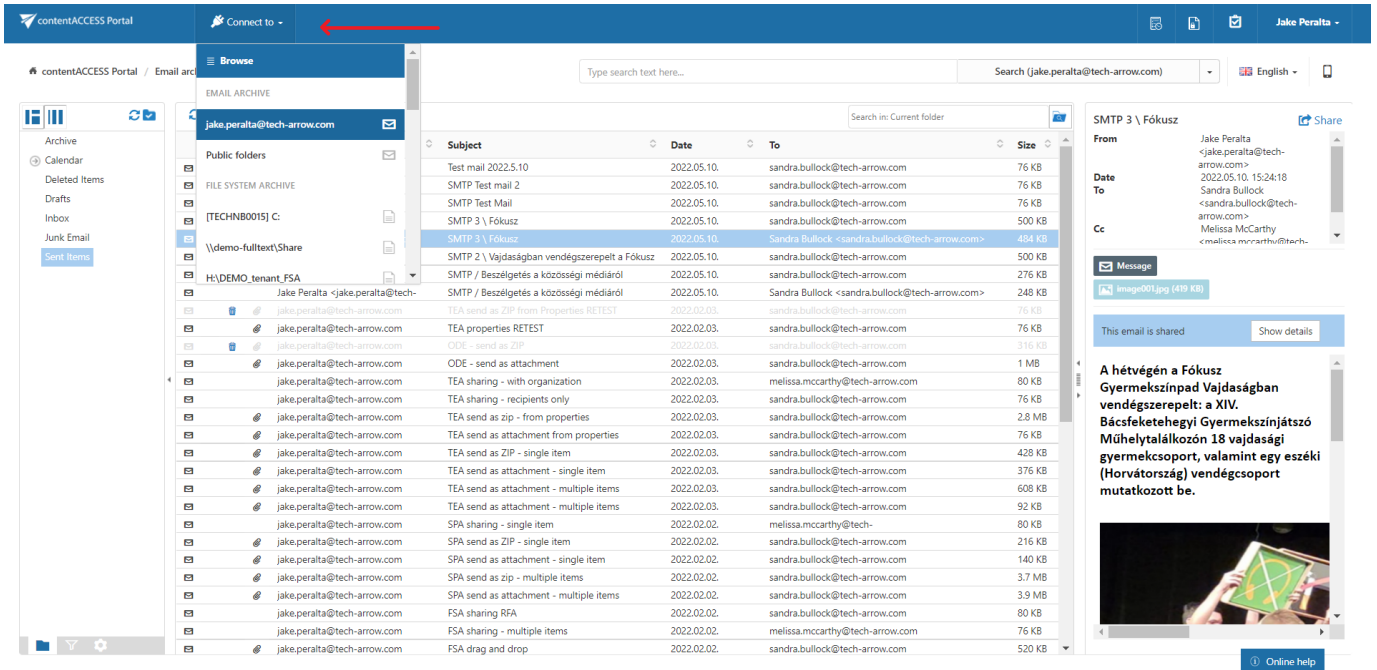 contentACCESS Portal
Connect to
Jake Peralta
Browse
EMAIL ARCHIVE
jake.peralta@tech-arrow.com
Public folders
FILE SYSTEM ARCHIVE
[TECHNB0015] C:
\\demo-fulltext\Share
H:\DEMO_tenant_FSA
contentACCESS Portal / Email arc
Type search text here...
Search (jake.peralta@tech-arrow.com)
English
Archive
Calendar
Deleted Items
Drafts
Inbox
Junk Email
Sent Items
Search in: Current folder
Subject Date To Size
Test mail 2022.5.10 2022.05.10. sandra.bullock@tech-arrow.com 76 KB
SMTP Test mail 2 2022.05.10. sandra.bullock@tech-arrow.com 76 KB
SMTP Test Mail 2022.05.10. sandra.bullock@tech-arrow.com 76 KB
SMTP 3 \ Fókusz 2022.05.10. sandra.bullock@tech-arrow.com 500 KB
SMTP 3 \ Fókusz 2022.05.10. Sandra Bullock <sandra.bullock@tech-arrow.com> 484 KB
SMTP 2 \ Vajdaságban vendégszerepelt a Fókusz 2022.05.10. sandra.bullock@tech-arrow.com 500 KB
SMTP / Beszélgetés a közösségi médiáról 2022.05.10. sandra.bullock@tech-arrow.com 276 KB
Jake Peralta <jake.peralta@tech- SMTP / Beszélgetés a közösségi médiáról 2022.05.10. Sandra Bullock <sandra.bullock@tech-arrow.com> 248 KB
jake.peralta@tech-arrow.com TEA send as ZIP from Properties RETEST 2022.02.03. sandra.bullock@tech-arrow.com 76 KB
jake.peralta@tech-arrow.com TEA properties RETEST 2022.02.03. sandra.bullock@tech-arrow.com 76 KB
jake.peralta@tech-arrow.com ODE - send as ZIP 2022.02.03. sandra.bullock@tech-arrow.com 316 KB
jake.peralta@tech-arrow.com ODE - send as attachment 2022.02.03. sandra.bullock@tech-arrow.com 1 MB
jake.peralta@tech-arrow.com TEA sharing - with organization 2022.02.03. melissa.mccarthy@tech-arrow.com 80 KB
jake.peralta@tech-arrow.com TEA sharing - recipients only 2022.02.03. sandra.bullock@tech-arrow.com 76 KB
jake.peralta@tech-arrow.com TEA send as zip - from properties 2022.02.03. sandra.bullock@tech-arrow.com 2.8 MB
jake.peralta@tech-arrow.com TEA send as attachment from properties 2022.02.03. sandra.bullock@tech-arrow.com 76 KB
jake.peralta@tech-arrow.com TEA send as ZIP - single item 2022.02.03. sandra.bullock@tech-arrow.com 428 KB
jake.peralta@tech-arrow.com TEA send as attachment - single item 2022.02.03. sandra.bullock@tech-arrow.com 376 KB
jake.peralta@tech-arrow.com TEA send as attachment - multiple items 2022.02.03. sandra.bullock@tech-arrow.com 608 KB
jake.peralta@tech-arrow.com TEA send as attachment - multiple items 2022.02.03. sandra.bullock@tech-arrow.com 92 KB
jake.peralta@tech-arrow.com SPA sharing - single item 2022.02.02. melissa.mccarthy@tech- 80 KB
jake.peralta@tech-arrow.com SPA send as ZIP - single item 2022.02.02. sandra.bullock@tech-arrow.com 216 KB
jake.peralta@tech-arrow.com SPA send as attachment - single item 2022.02.02. sandra.bullock@tech-arrow.com 140 KB
jake.peralta@tech-arrow.com SPA send as zip - multiple items 2022.02.02. sandra.bullock@tech-arrow.com 3.7 MB
jake.peralta@tech-arrow.com SPA send as attachment - multiple items 2022.02.02. sandra.bullock@tech-arrow.com 3.9 MB
jake.peralta@tech-arrow.com FSA sharing RFA 2022.02.02. sandra.bullock@tech-arrow.com 80 KB
jake.peralta@tech-arrow.com FSA sharing - multiple items 2022.02.02. melissa.mccarthy@tech-arrow.com 76 KB
jake.peralta@tech-arrow.com FSA drag and drop 2022.02.02. sandra.bullock@tech-arrow.com 520 KB
SMTP 3 \ Fókusz Share
From Jake Peralta
<jake.peralta@tech-
arrow.com>
Date 2022.05.10. 15:24:18
To Sandra Bullock
<sandra.bullock@tech-
arrow.com>
Cc Melissa McCarthy
<melissa.mccarthy@tech-
Message
image001.jpg (419 KB)
This email is shared Show details
A hétvégén a Fókusz
Gyermekszínpad Vajdaságban
vendégszerepelt: a XIV.
Bácsfeketehegyi Gyermekszínjátszó
Műhelytalálkozón 18 vajdasági
gyermekcsoport, valamint egy eszéki
(Horvátország) vendégcsoport
mutatkozott be.
Online help